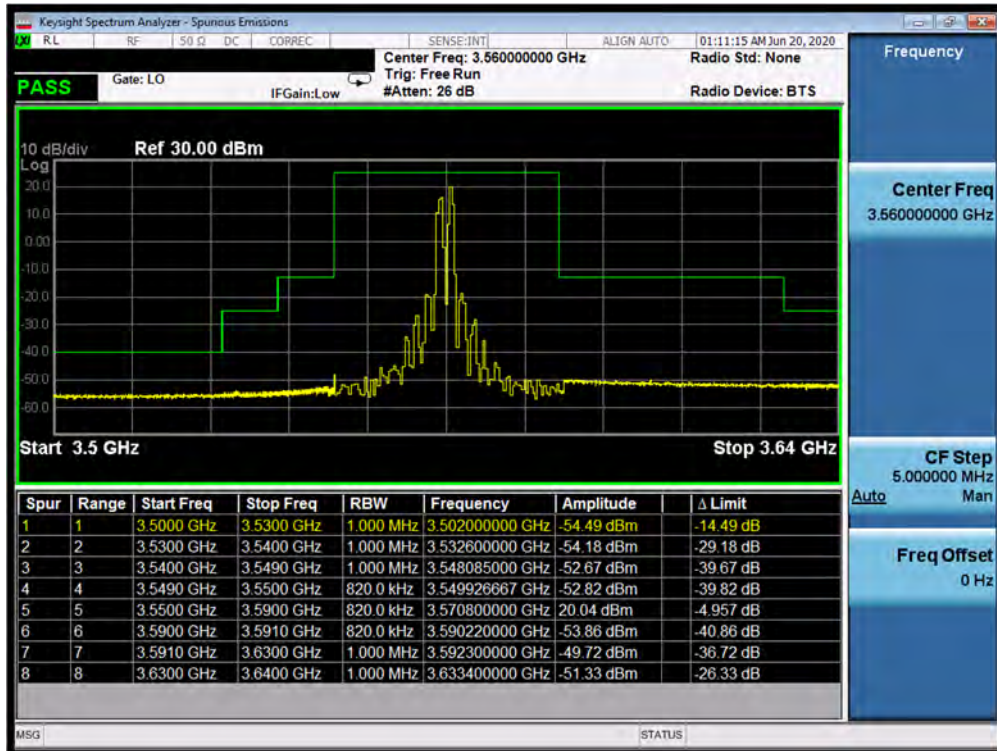 Keysight Spectrum Analyzer - Spurious Emissions
LXI RL RF 50 Ω DC CORREC SENSE:INT ALIGN AUTO 01:11:15 AM Jun 20, 2020
Center Freq: 3.560000000 GHz Radio Std: None
PASS Gate: LO Trig: Free Run
IFGain:Low #Atten: 26 dB Radio Device: BTS
10 dB/div Ref 30.00 dBm
Log
20.0
10.0
0.00
-10.0
-20.0
-30.0
-40.0
-50.0
-60.0
Start 3.5 GHz Stop 3.64 GHz
Spur Range Start Freq Stop Freq RBW Frequency Amplitude Δ Limit
1 1 3.5000 GHz 3.5300 GHz 1.000 MHz 3.502000000 GHz -54.49 dBm -14.49 dB
2 2 3.5300 GHz 3.5400 GHz 1.000 MHz 3.532600000 GHz -54.18 dBm -29.18 dB
3 3 3.5400 GHz 3.5490 GHz 1.000 MHz 3.548085000 GHz -52.67 dBm -39.67 dB
4 4 3.5490 GHz 3.5500 GHz 820.0 kHz 3.549926667 GHz -52.82 dBm -39.82 dB
5 5 3.5500 GHz 3.5900 GHz 820.0 kHz 3.570800000 GHz 20.04 dBm -4.957 dB
6 6 3.5900 GHz 3.5910 GHz 820.0 kHz 3.590220000 GHz -53.86 dBm -40.86 dB
7 7 3.5910 GHz 3.6300 GHz 1.000 MHz 3.592300000 GHz -49.72 dBm -36.72 dB
8 8 3.6300 GHz 3.6400 GHz 1.000 MHz 3.633400000 GHz -51.33 dBm -26.33 dB
MSG STATUS
Frequency
Center Freq
3.560000000 GHz
CF Step
5.000000 MHz
Auto Man
Freq Offset
0 Hz